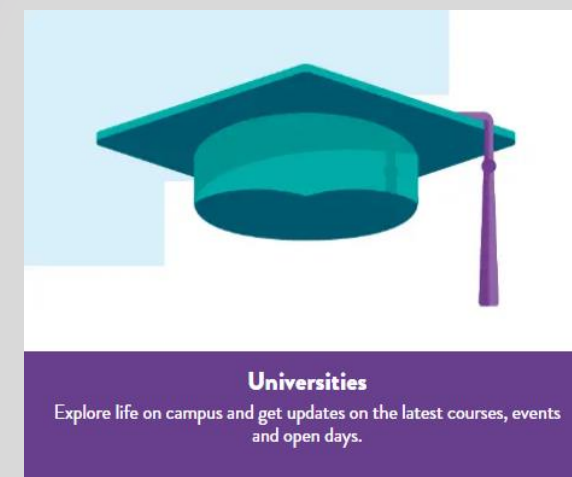 Universities
Explore life on campus and get updates on the latest courses, events
and open days.